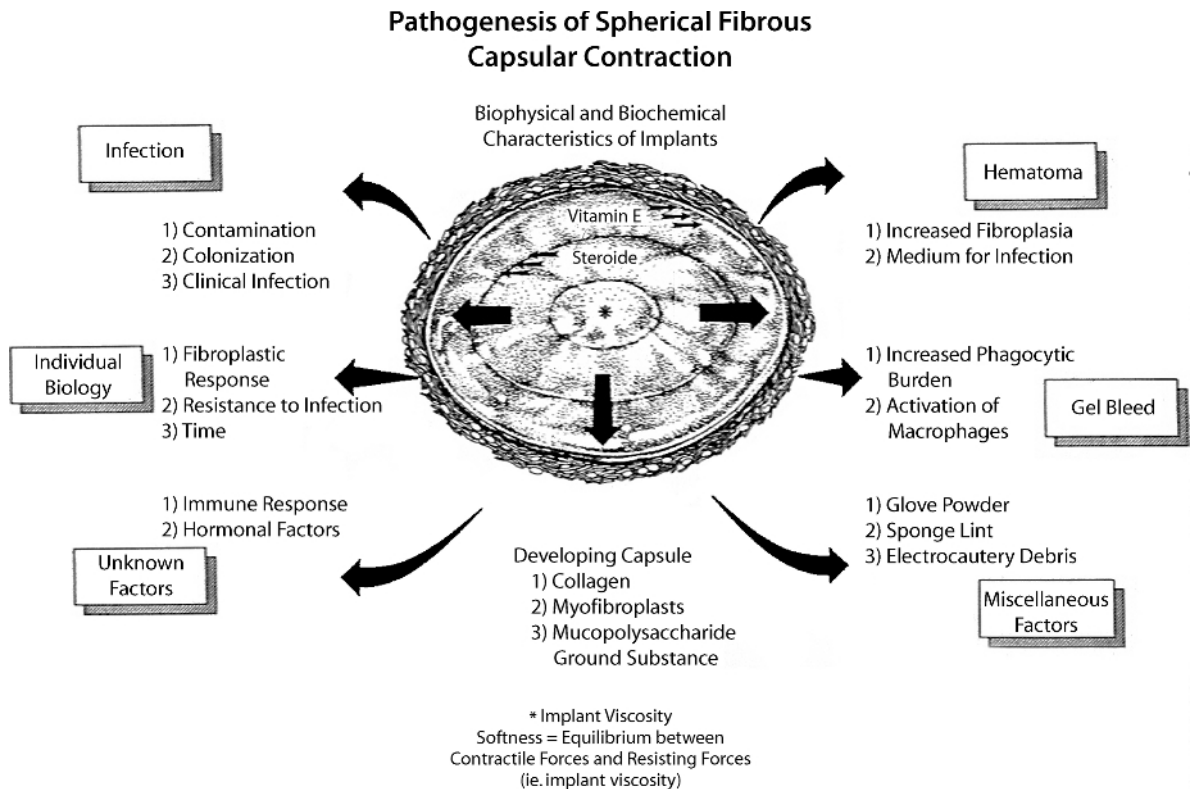 Pathogenesis of Spherical Fibrous
Capsular Contraction
Biophysical and Biochemical
Characteristics of Implants
Infection
1) Contamination
2) Colonization
3) Clinical Infection
Hematoma
1) Increased Fibroplasia
2) Medium for Infection
Vitamin E
Steroide
*
Individual
Biology
1) Fibroplastic
Response
2) Resistance to Infection
3) Time
1) Increased Phagocytic
Burden
2) Activation of
Macrophages
Gel Bleed
1) Immune Response
2) Hormonal Factors
Unknown
Factors
Developing Capsule
1) Collagen
2) Myofibroplasts
3) Mucopolysaccharide
Ground Substance
1) Glove Powder
2) Sponge Lint
3) Electrocautery Debris
Miscellaneous
Factors
* Implant Viscosity
Softness = Equilibrium between
Contractile Forces and Resisting Forces
(ie. implant viscosity)